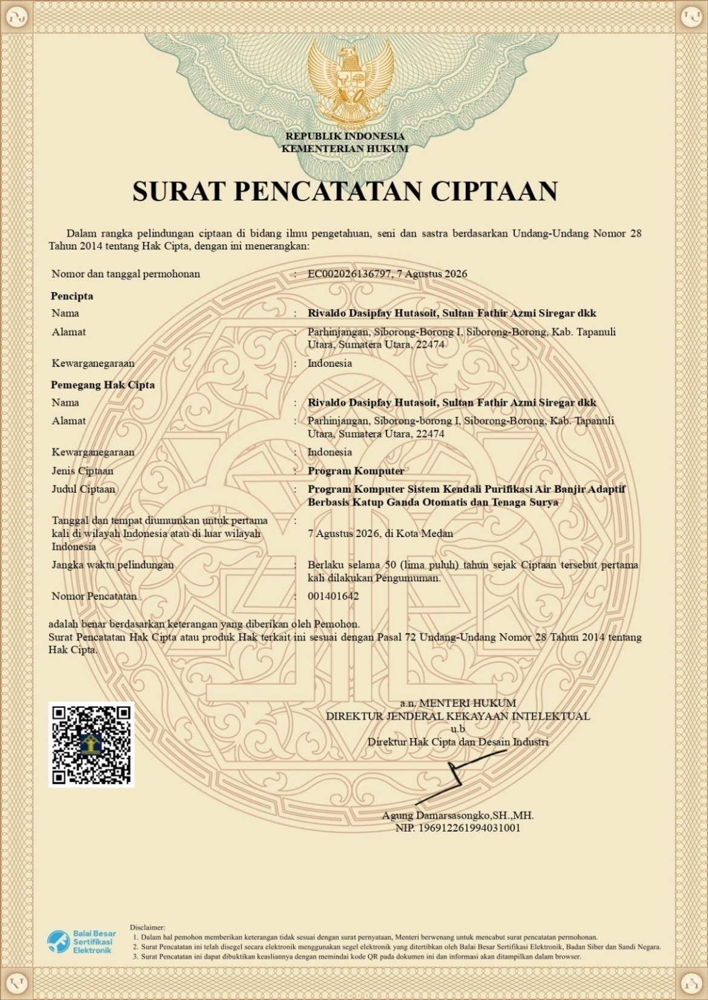 REPUBLIK INDONESIA
KEMENTERIAN HUKUM
SURAT PENCATATAN CIPTAAN
Dalam rangka pelindungan ciptaan di bidang ilmu pengetahuan, seni dan sastra berdasarkan Undang-Undang Nomor 28
Tahun 2014 tentang Hak Cipta, dengan ini menerangkan:
Nomor dan tanggal permohonan : EC002026136797, 7 Agustus 2026
Pencipta
Nama : Rivaldo Dasipfay Hutasoit, Sultan Fathir Azmi Siregar dkk
Alamat : Parhinjangan, Siborong-Borong I, Siborong-Borong, Kab. Tapanuli
Utara, Sumatera Utara, 22474
Kewarganegaraan : Indonesia
Pemegang Hak Cipta
Nama : Rivaldo Dasipfay Hutasoit, Sultan Fathir Azmi Siregar dkk
Alamat : Parhinjangan, Siborong-borong I, Siborong-Borong, Kab. Tapanuli
Utara, Sumatera Utara, 22474
Kewarganegaraan : Indonesia
Jenis Ciptaan : Program Komputer
Judul Ciptaan : Program Komputer Sistem Kendali Purifikasi Air Banjir Adaptif
Berbasis Katup Ganda Otomatis dan Tenaga Surya
Tanggal dan tempat diumumkan untuk pertama :
kali di wilayah Indonesia atau di luar wilayah 7 Agustus 2026, di Kota Medan
Indonesia
Jangka waktu pelindungan : Berlaku selama 50 (lima puluh) tahun sejak Ciptaan tersebut pertama
kali dilakukan Pengumuman.
Nomor Pencatatan : 001401642
adalah benar berdasarkan keterangan yang diberikan oleh Pemohon.
Surat Pencatatan Hak Cipta atau produk Hak terkait ini sesuai dengan Pasal 72 Undang-Undang Nomor 28 Tahun 2014 tentang
Hak Cipta.
a.n. MENTERI HUKUM
DIREKTUR JENDERAL KEKAYAAN INTELEKTUAL
u.b
Direktur Hak Cipta dan Desain Industri
Agung Damarsasongko,SH.,MH.
NIP. 196912261994031001
Balai Besar
Sertifikasi
Elektronik
Disclaimer:
1. Dalam hal pemohon memberikan keterangan tidak sesuai dengan surat pernyataan, Menteri berwenang untuk mencabut surat pencatatan permohonan.
2. Surat Pencatatan ini telah disegel secara elektronik menggunakan segel elektronik yang ditertibkan oleh Balai Besar Sertifikasi Elektronik, Badan Siber dan Sandi Negara.
3. Surat Pencatatan ini dapat dibuktikan keasliannya dengan memindai kode QR pada dokumen ini dan informasi akan ditampilkan dalam browser.